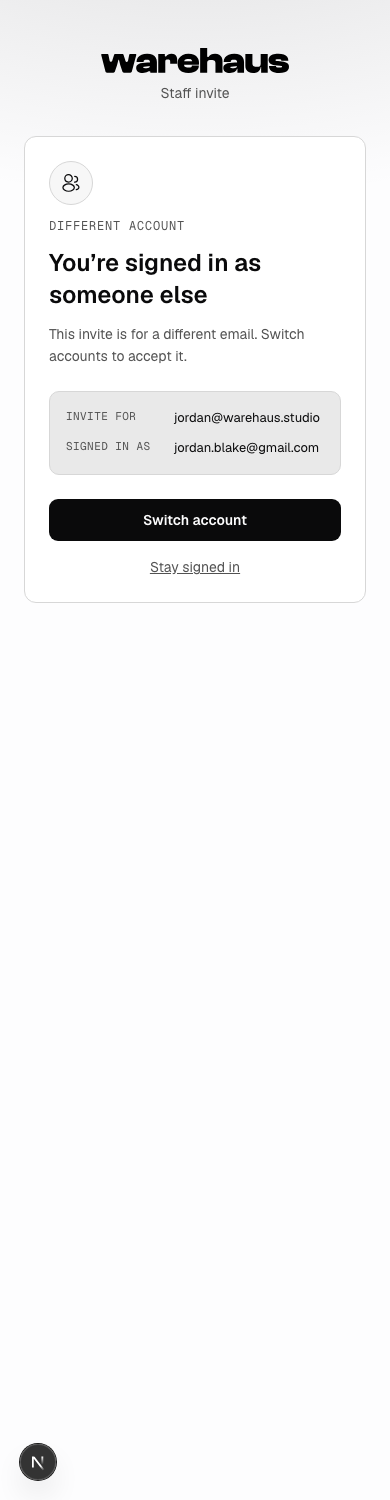 warehaus
Staff invite
DIFFERENT ACCOUNT
You’re signed in as
someone else
This invite is for a different email. Switch
accounts to accept it.
INVITE FOR jordan@warehaus.studio
SIGNED IN AS jordan.blake@gmail.com
Switch account
Stay signed in
N